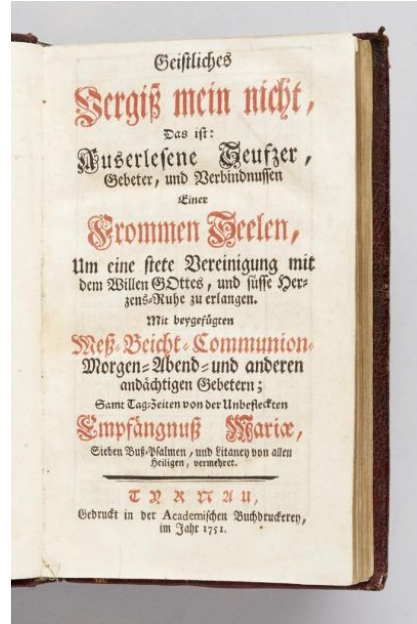 Geistliches
Vergiß mein nicht,
Das ist:
Auserlesene Seufzer,
Gebeter, und Verbindnussen
Einer
Frommen Seelen,
Um eine stete Vereinigung mit
dem Willen GOttes, und süsse Her-
zens-Ruhe zu erlangen.
Mit beygefügten
Meß-Beicht-Communion-
Morgen-Abend-und anderen
andächtigen Gebetern;
Samt Tag-Zeiten von der Unbefleckten
Empfängnuß Mariæ,
Sieben Buß-Psalmen, und Litaney von allen
Heiligen, vermehret.
TYRNAU,
Gedruckt in der Academischen Buchdruckerey,
im Jahr 1751.